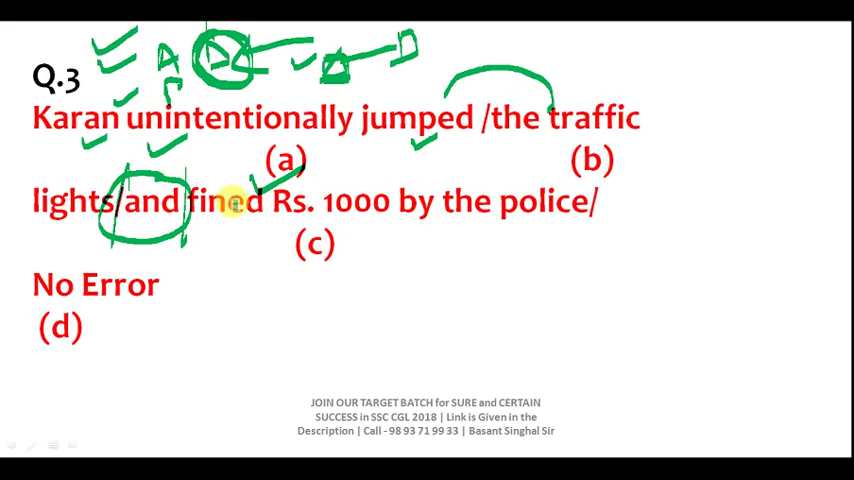 Q.3
Karan unintentionally jumped /the traffic
(a) (b)
lights/and fined Rs. 1000 by the police/
(c)
No Error
(d)
JOIN OUR TARGET BATCH for SURE and CERTAIN
SUCCESS in SSC CGL 2018 | Link is Given in the
Description | Call - 98 93 71 99 33 | Basant Singhal Sir